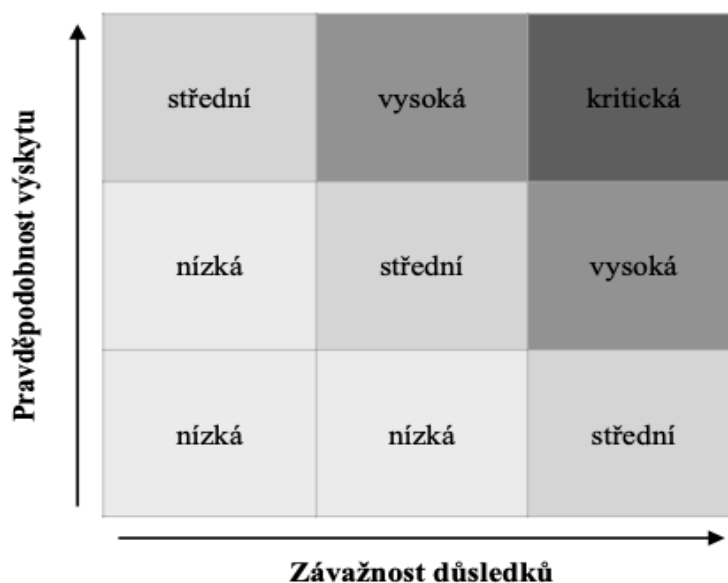 Pravděpodobnost výskytu
střední vysoká kritická
nízká střední vysoká
nízká nízká střední
Závažnost důsledků